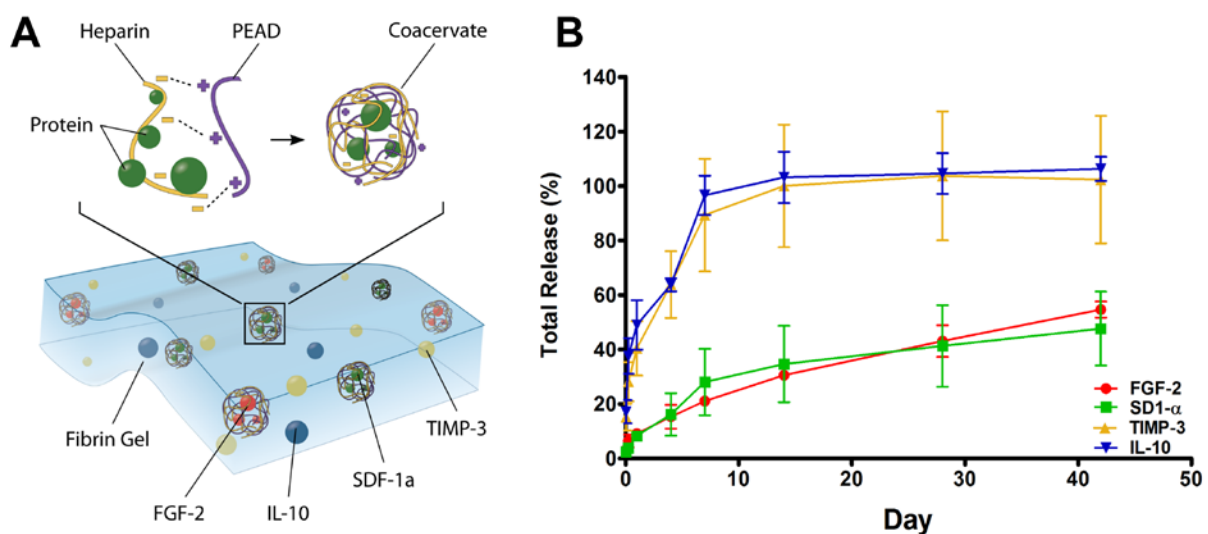 A
Heparin
PEAD
Coacervate
Protein
Fibrin Gel
FGF-2
IL-10
SDF-1a
TIMP-3
B
Total Release (%)
140
120
100
80
60
40
20
0
0
10
20
30
40
50
Day
FGF-2
SD1-α
TIMP-3
IL-10